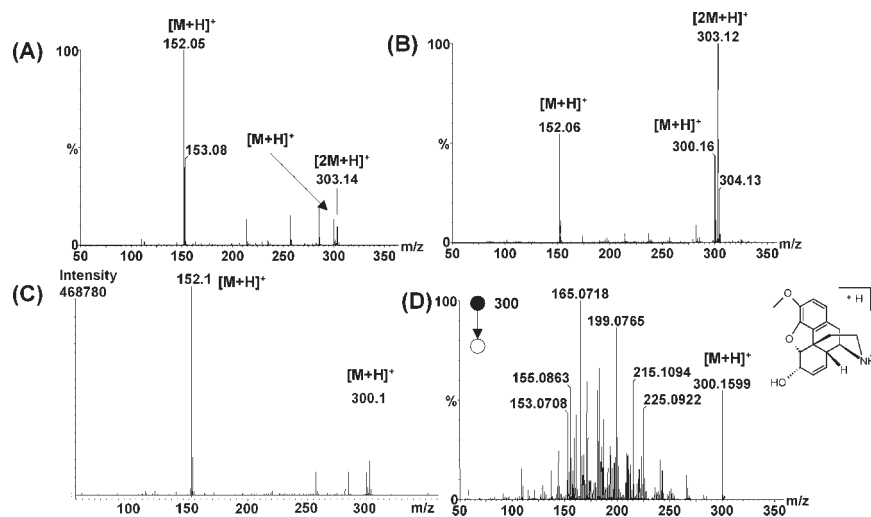 (A)
[M+H]⁺
152.05
100
%
0
153.08
[M+H]⁺
[2M+H]⁺
303.14
50 100 150 200 250 300 350
m/z
(B)
[2M+H]⁺
303.12
100
%
0
[M+H]⁺
152.06
[M+H]⁺
300.16
304.13
50 100 150 200 250 300 350
m/z
(C)
Intensity
468780
152.1 [M+H]⁺
[M+H]⁺
300.1
100 150 200 250 300 350
m/z
(D)
100
%
0
300
165.0718
199.0765
155.0863
153.0708
215.1094
225.0922
[M+H]⁺
300.1599
50 100 150 200 250 300 350
m/z
+ H
O
O
HO
H